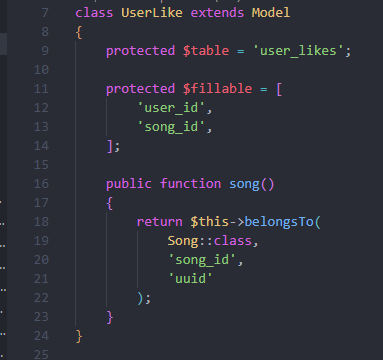 7 class UserLike extends Model
8 {
9 protected $table = 'user_likes';
10
11 protected $fillable = [
12 'user_id',
13 'song_id',
14 ];
15
16 public function song()
17 {
18 return $this->belongsTo(
19 Song::class,
20 'song_id',
21 'uuid'
22 );
23 }
24 }
25